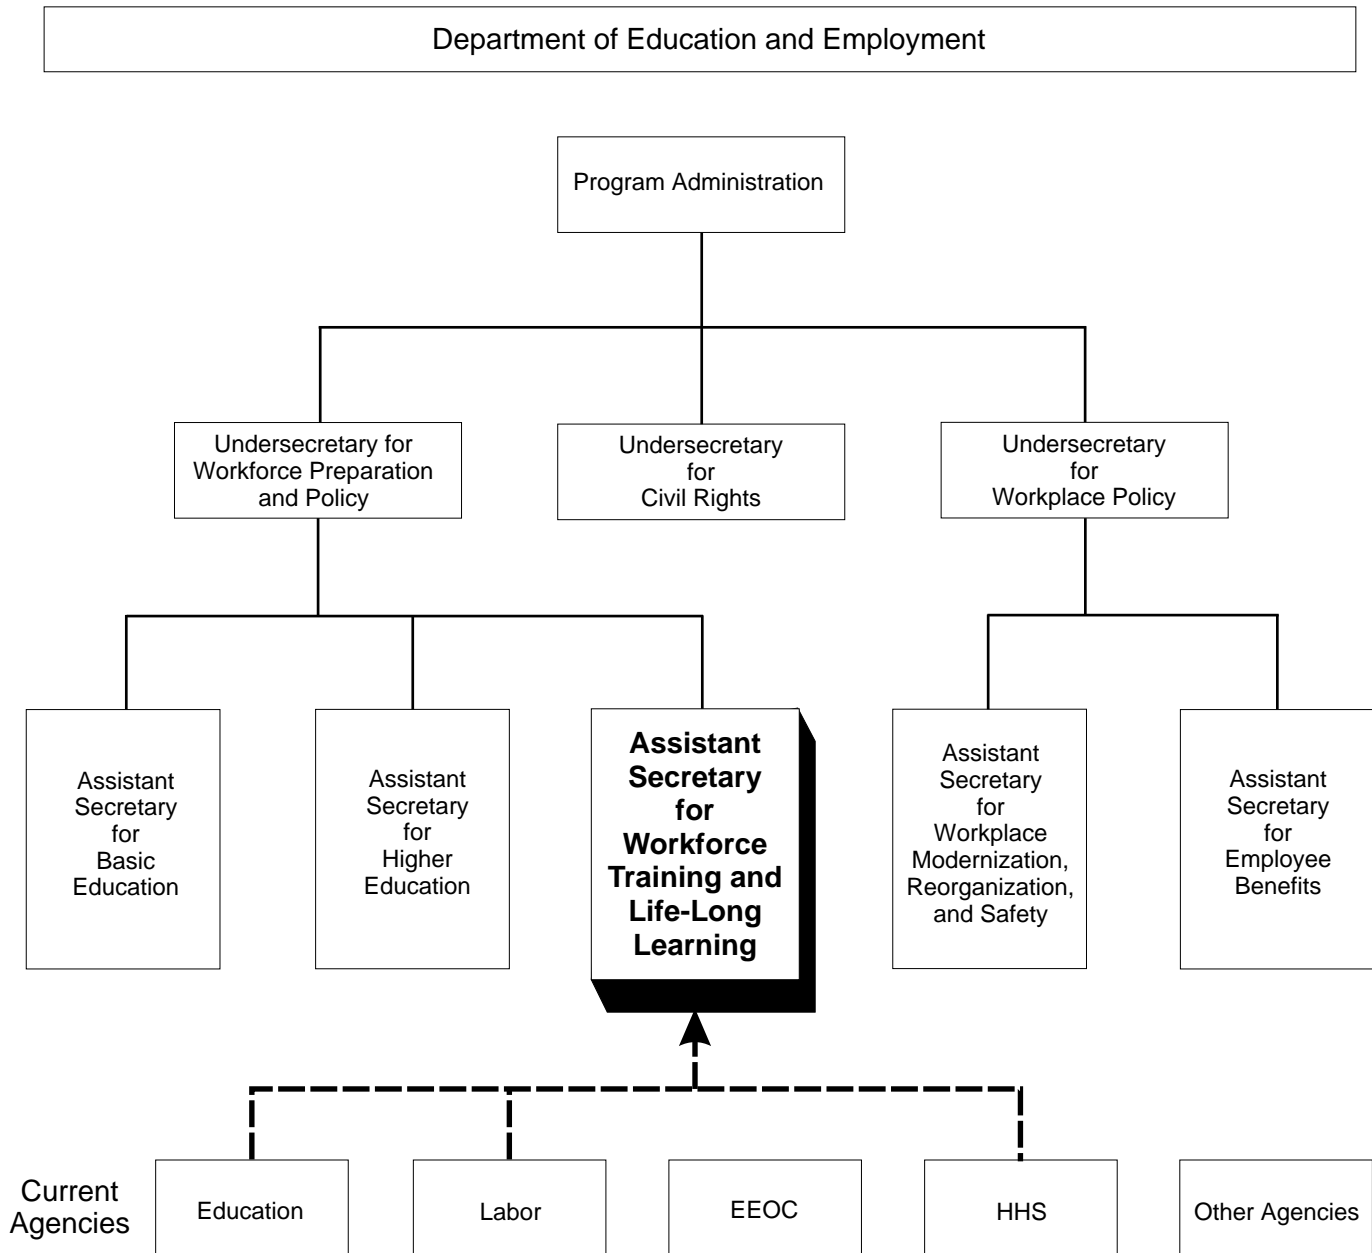 Department of Education and Employment
Program Administration
Undersecretary for
Workforce Preparation
and Policy
Undersecretary
for
Civil Rights
Undersecretary
for
Workplace Policy
Assistant
Secretary
for
Basic
Education
Assistant
Secretary
for
Higher
Education
Assistant
Secretary
for
Workforce
Training and
Life-Long
Learning
Assistant
Secretary
for
Workplace
Modernization,
Reorganization,
and Safety
Assistant
Secretary
for
Employee
Benefits
Current
Agencies
Education
Labor
EEOC
HHS
Other Agencies